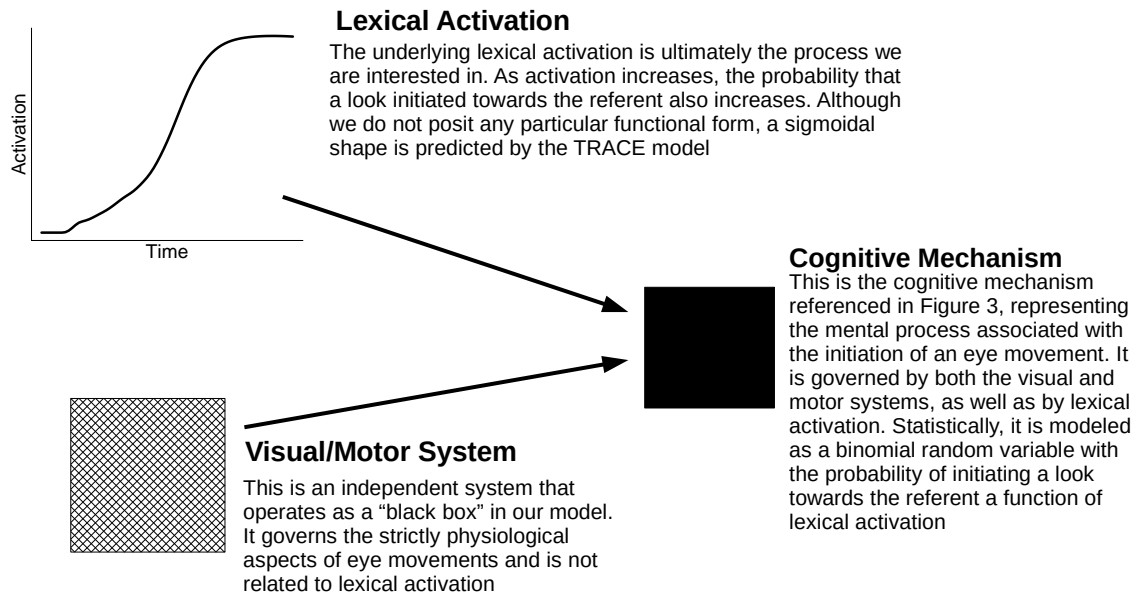 Lexical Activation
The underlying lexical activation is ultimately the process we
are interested in. As activation increases, the probability that
a look initiated towards the referent also increases. Although
we do not posit any particular functional form, a sigmoidal
shape is predicted by the TRACE model
Activation
Time
Cognitive Mechanism
This is the cognitive mechanism
referenced in Figure 3, representing
the mental process associated with
the initiation of an eye movement. It
is governed by both the visual and
motor systems, as well as by lexical
activation. Statistically, it is modeled
as a binomial random variable with
the probability of initiating a look
towards the referent a function of
lexical activation
Visual/Motor System
This is an independent system that
operates as a “black box” in our model.
It governs the strictly physiological
aspects of eye movements and is not
related to lexical activation